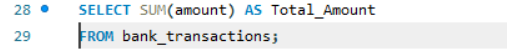 28 SELECT SUM(amount) AS Total_Amount
29 FROM bank_transactions;